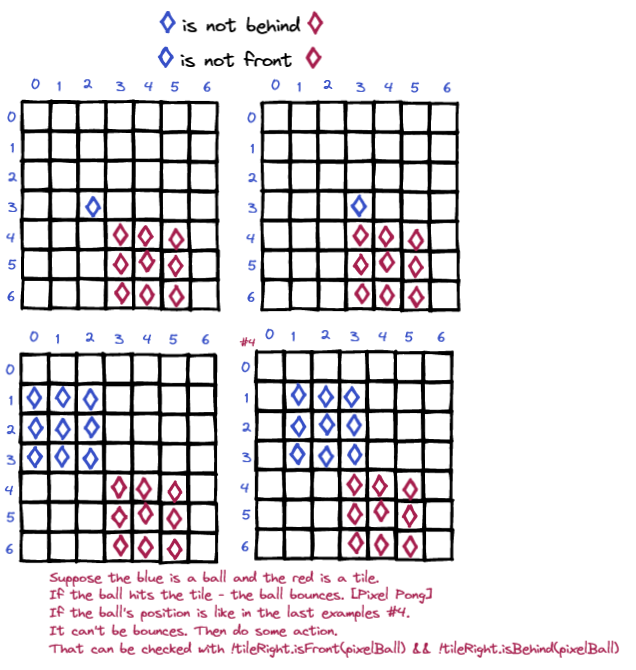 is not behind
is not front
0 1 2 3 4 5 6
0
1
2
3
4
5
6
0 1 2 3 4 5 6
0
1
2
3
4
5
6
0 1 2 3 4 5 6
0
1
2
3
4
5
6
#4 0 1 2 3 4 5 6
0
1
2
3
4
5
6
Suppose the blue is a ball and the red is a tile.
If the ball hits the tile - the ball bounces. [Pixel Pong]
If the ball's position is like in the last examples #4.
It can't be bounces. Then do some action.
That can be checked with !tileRight.isFront(pixelBall) && !tileRight.isBehind(pixelBall)